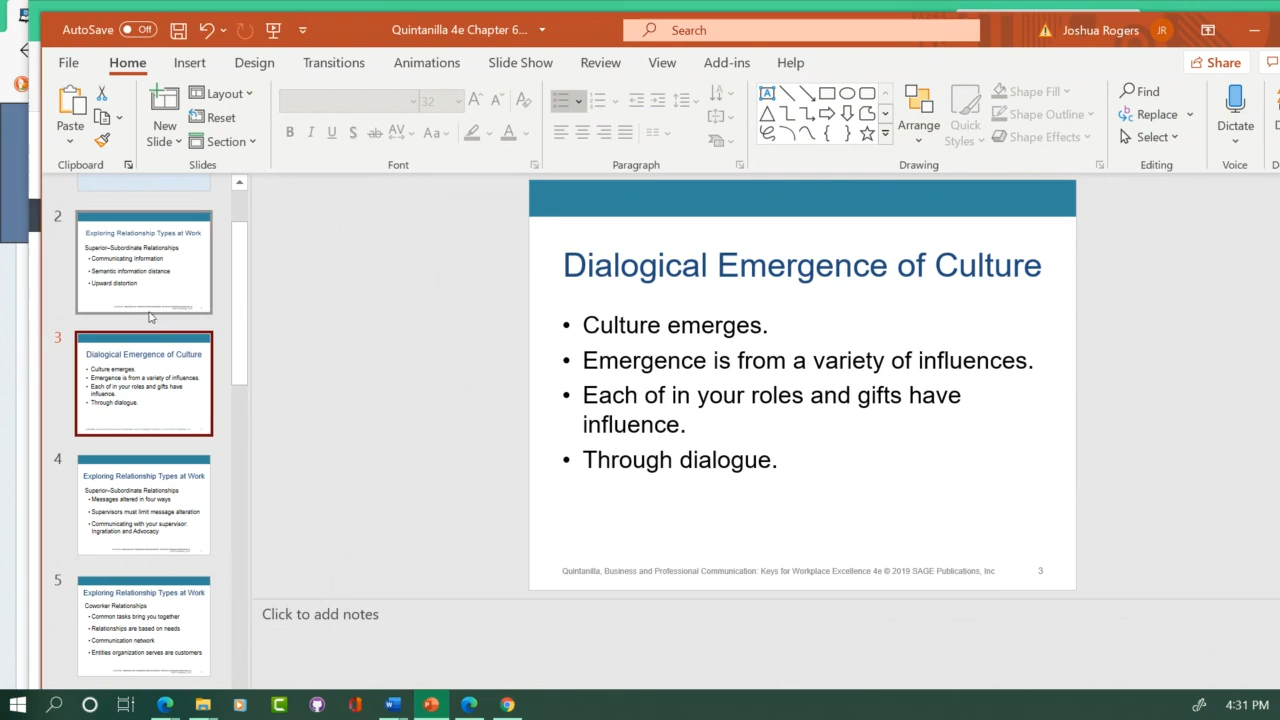 AutoSave Off
Quintanilla 4e Chapter 6...
Search
Joshua Rogers
JR
File Home Insert Design Transitions Animations Slide Show Review View Add-ins Help
Share
Paste
Clipboard
New
Slide
Layout
Reset
Section
Slides
32
Font
Paragraph
Arrange
Quick
Styles
Shape Fill
Shape Outline
Shape Effects
Drawing
Find
Replace
Select
Editing
Dictate
Voice
2
Exploring Relationship Types at Work
Superior–Subordinate Relationships
• Communicating Information
• Semantic information distance
• Upward distortion
3
Dialogical Emergence of Culture
• Culture emerges.
• Emergence is from a variety of influences.
• Each of in your roles and gifts have
influence.
• Through dialogue.
4
Exploring Relationship Types at Work
Superior–Subordinate Relationships
• Messages altered in four ways
• Supervisors must limit message alteration
• Communicating with your supervisor:
Ingratiation and Advocacy
5
Exploring Relationship Types at Work
Coworker Relationships
• Common tasks bring you together
• Relationships are based on needs
• Communication network
• Entities organization serves are customers
Dialogical Emergence of Culture
• Culture emerges.
• Emergence is from a variety of influences.
• Each of in your roles and gifts have
influence.
• Through dialogue.
Quintanilla, Business and Professional Communication: Keys for Workplace Excellence 4e © 2019 SAGE Publications, Inc
3
Click to add notes
4:31 PM